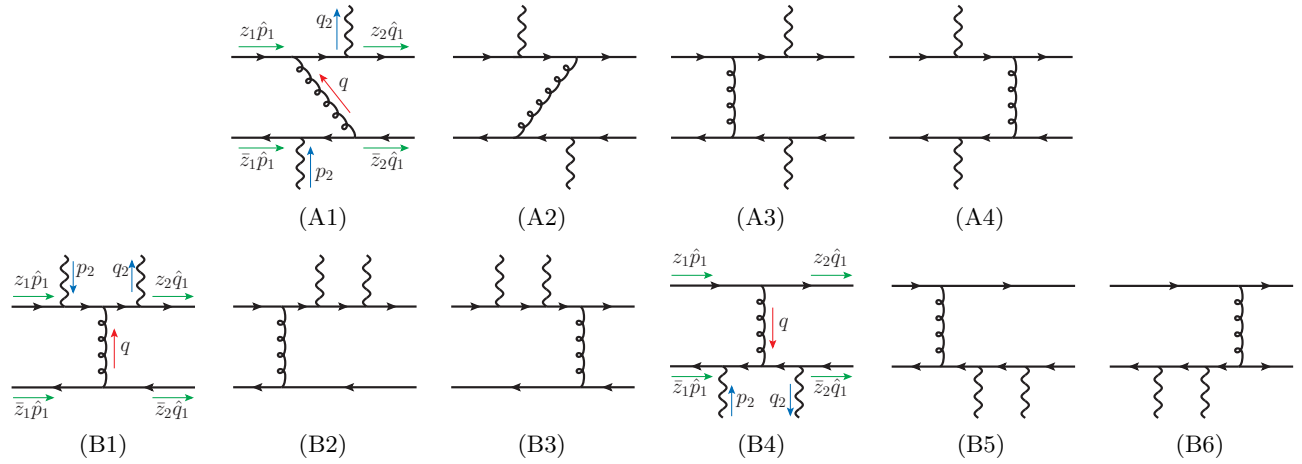 z₁p̂₁ q₂ z₂q̂₁
q
z̄₁p̂₁ p₂ z̄₂q̂₁
(A1) (A2) (A3) (A4)
z₁p̂₁ p₂ q₂ z₂q̂₁ z₁p̂₁ z₂q̂₁
q q
z̄₁p̂₁ z̄₂q̂₁ z̄₁p̂₁ p₂ q₂ z̄₂q̂₁
(B1) (B2) (B3) (B4) (B5) (B6)